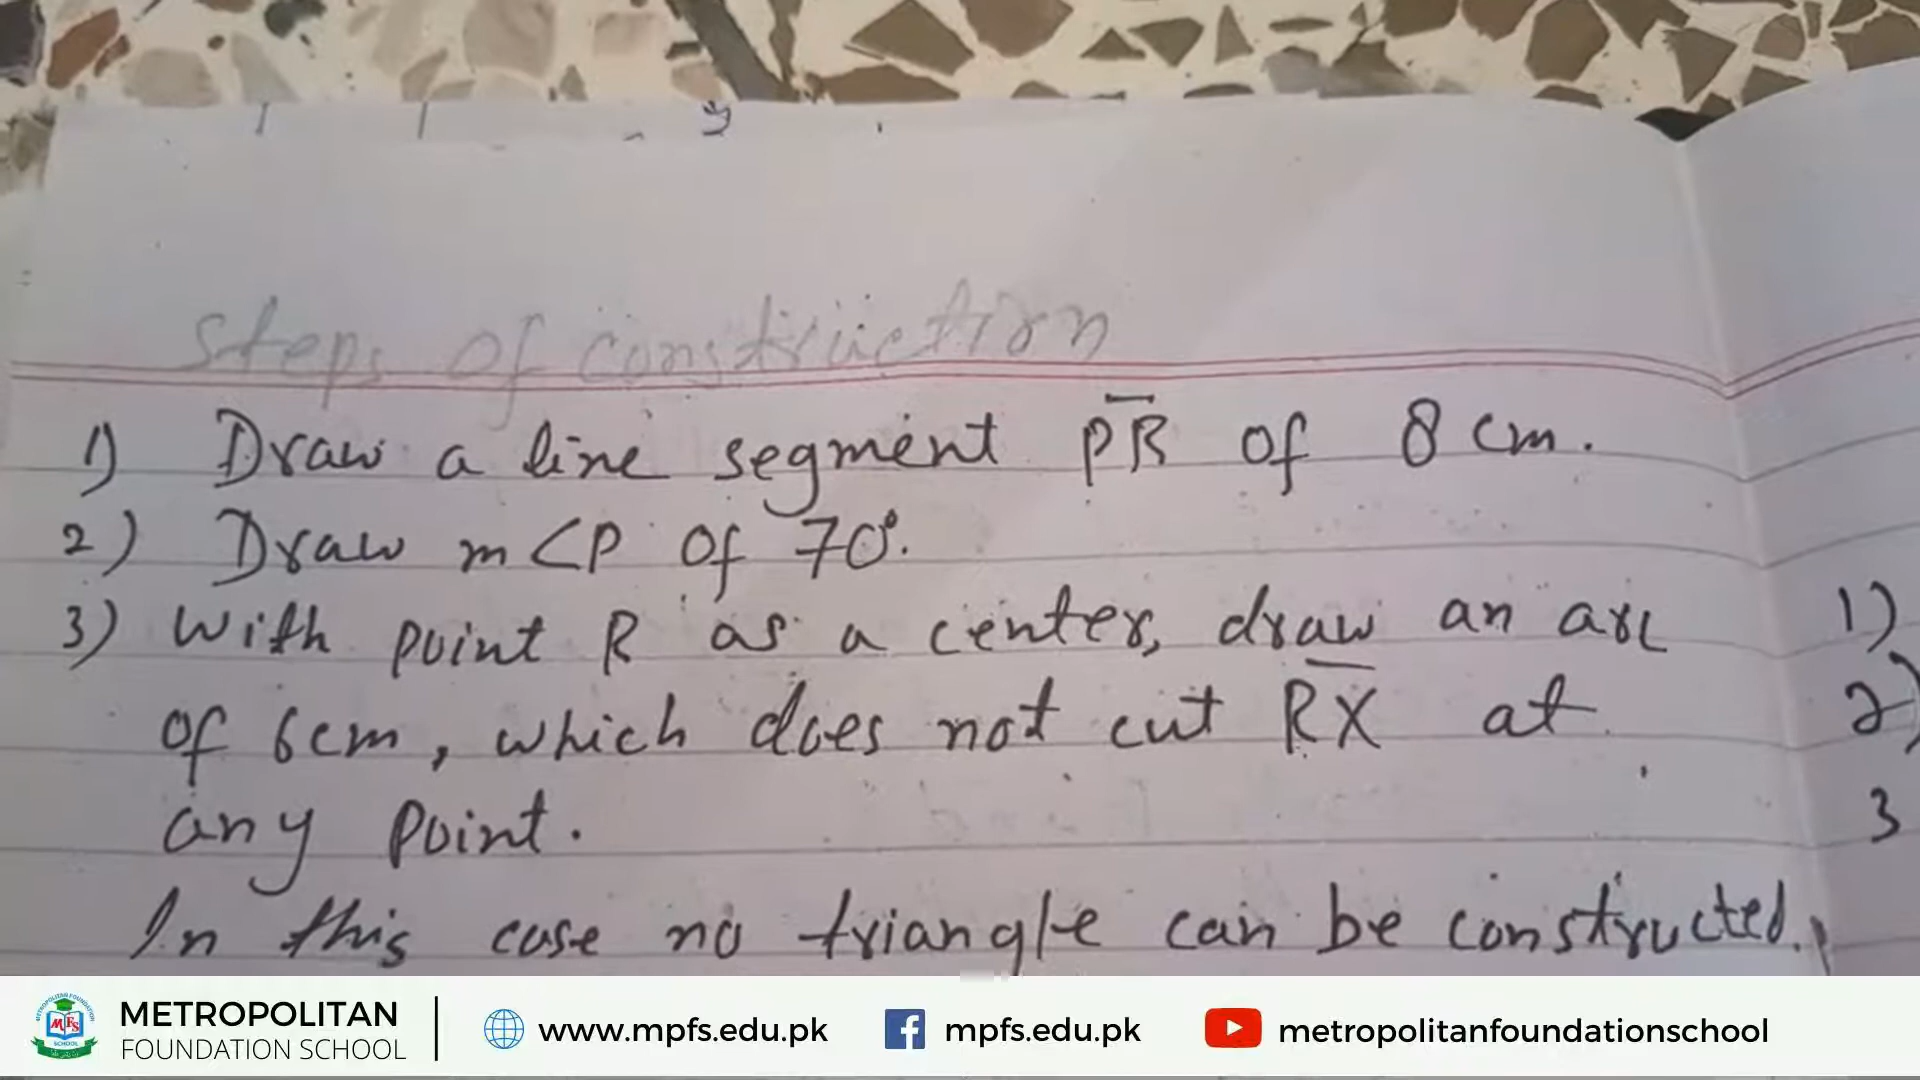 Steps of construction
1) Draw a line segment PR of 8 cm.
2) Draw m<P of 70°.
3) With point R as a center, draw an arc
of 6cm, which does not cut RX at
any point.
In this case no triangle can be constructed.
1)
2)
3
METROPOLITAN
FOUNDATION SCHOOL
MFS
SCHOOL
www.mpfs.edu.pk
mpfs.edu.pk
metropolitanfoundationschool